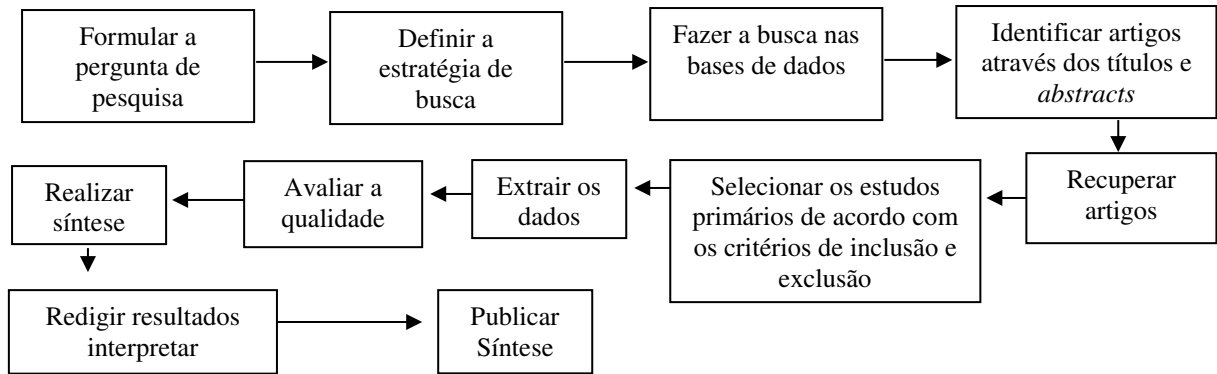 Formular a
pergunta de
pesquisa
Definir a
estratégia de
busca
Fazer a busca nas
bases de dados
Identificar artigos
através dos títulos e
abstracts
Recuperar
artigos
Selecionar os estudos
primários de acordo com
os critérios de inclusão e
exclusão
Extrair os
dados
Avaliar a
qualidade
Realizar
síntese
Redigir resultados
interpretar
Publicar
Síntese